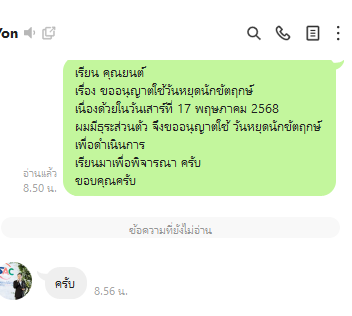 Yon
เรียน คุณยนต์
เรื่อง ขออนุญาตใช้วันหยุดนักขัตฤกษ์
เนื่องด้วยในวันเสาร์ที่ 17 พฤษภาคม 2568
ผมมีธุระส่วนตัว จึงขออนุญาตใช้ วันหยุดนักขัตฤกษ์
เพื่อดำเนินการ
เรียนมาเพื่อพิจารณา ครับ
ขอบคุณครับ
อ่านแล้ว
8.50 น.
ข้อความที่ยังไม่อ่าน
ครับ
8.56 น.